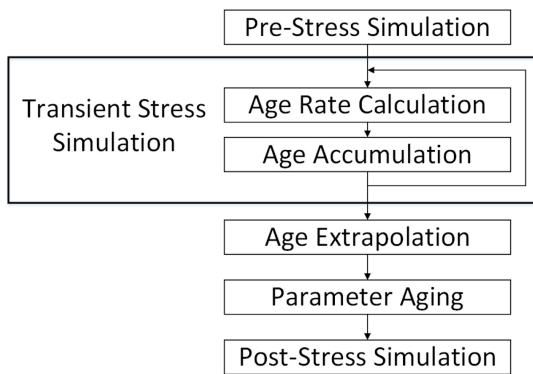 Pre-Stress Simulation
Transient Stress
Simulation
Age Rate Calculation
Age Accumulation
Age Extrapolation
Parameter Aging
Post-Stress Simulation